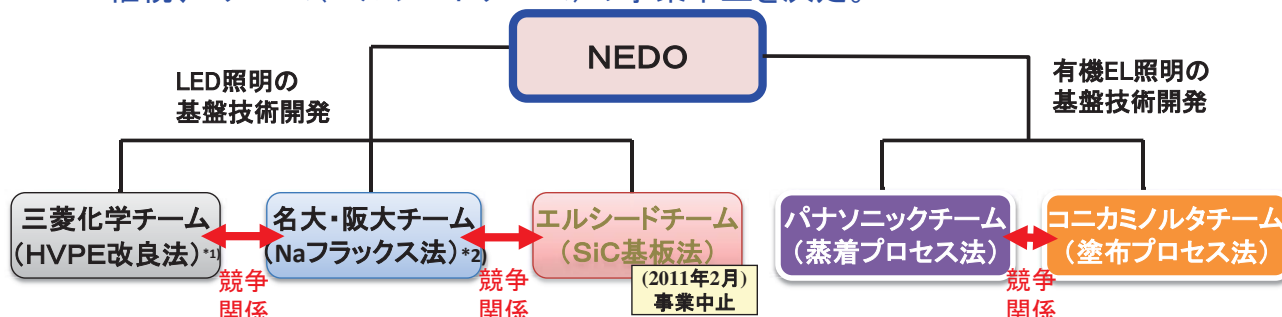 NEDO
LED照明の
基盤技術開発
有機EL照明の
基盤技術開発
三菱化学チーム
(HVPE改良法)*1)
名大・阪大チーム
(Naフラックス法)*2)
エルシードチーム
(SiC基板法)
パナソニックチーム
(蒸着プロセス法)
コニカミノルタチーム
(塗布プロセス法)
競争
関係
競争
関係
(2011年2月)
事業中止
競争
関係